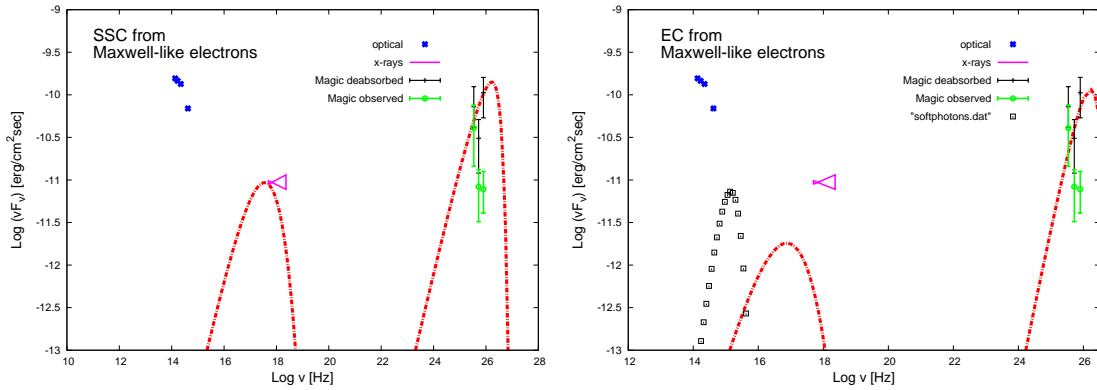 SSC from
Maxwell-like electrons
optical
x-rays
Magic deabsorbed
Magic observed
Log (νFν) [erg/cm²sec]
-9
-9.5
-10
-10.5
-11
-11.5
-12
-12.5
-13
10 12 14 16 18 20 22 24 26 28
Log ν [Hz]
EC from
Maxwell-like electrons
optical
x-rays
Magic deabsorbed
Magic observed
"softphotons.dat"
Log (νFν) [erg/cm²sec]
-9
-9.5
-10
-10.5
-11
-11.5
-12
-12.5
-13
12 14 16 18 20 22 24 26
Log ν [Hz]